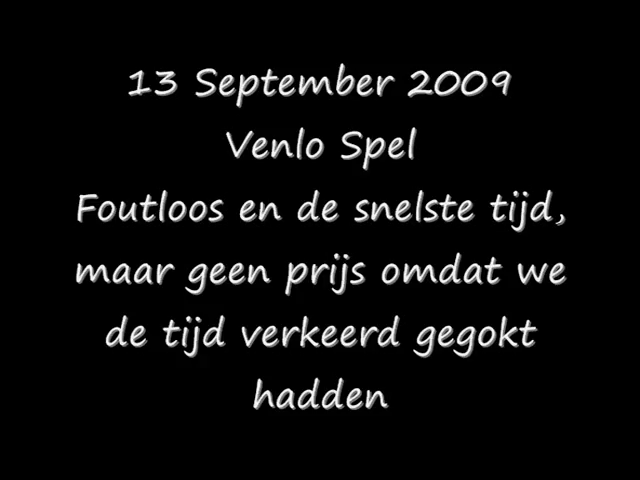 13 September 2009
Venlo Spel
Foutloos en de snelste tijd,
maar geen prijs omdat we
de tijd verkeerd gegokt
hadden